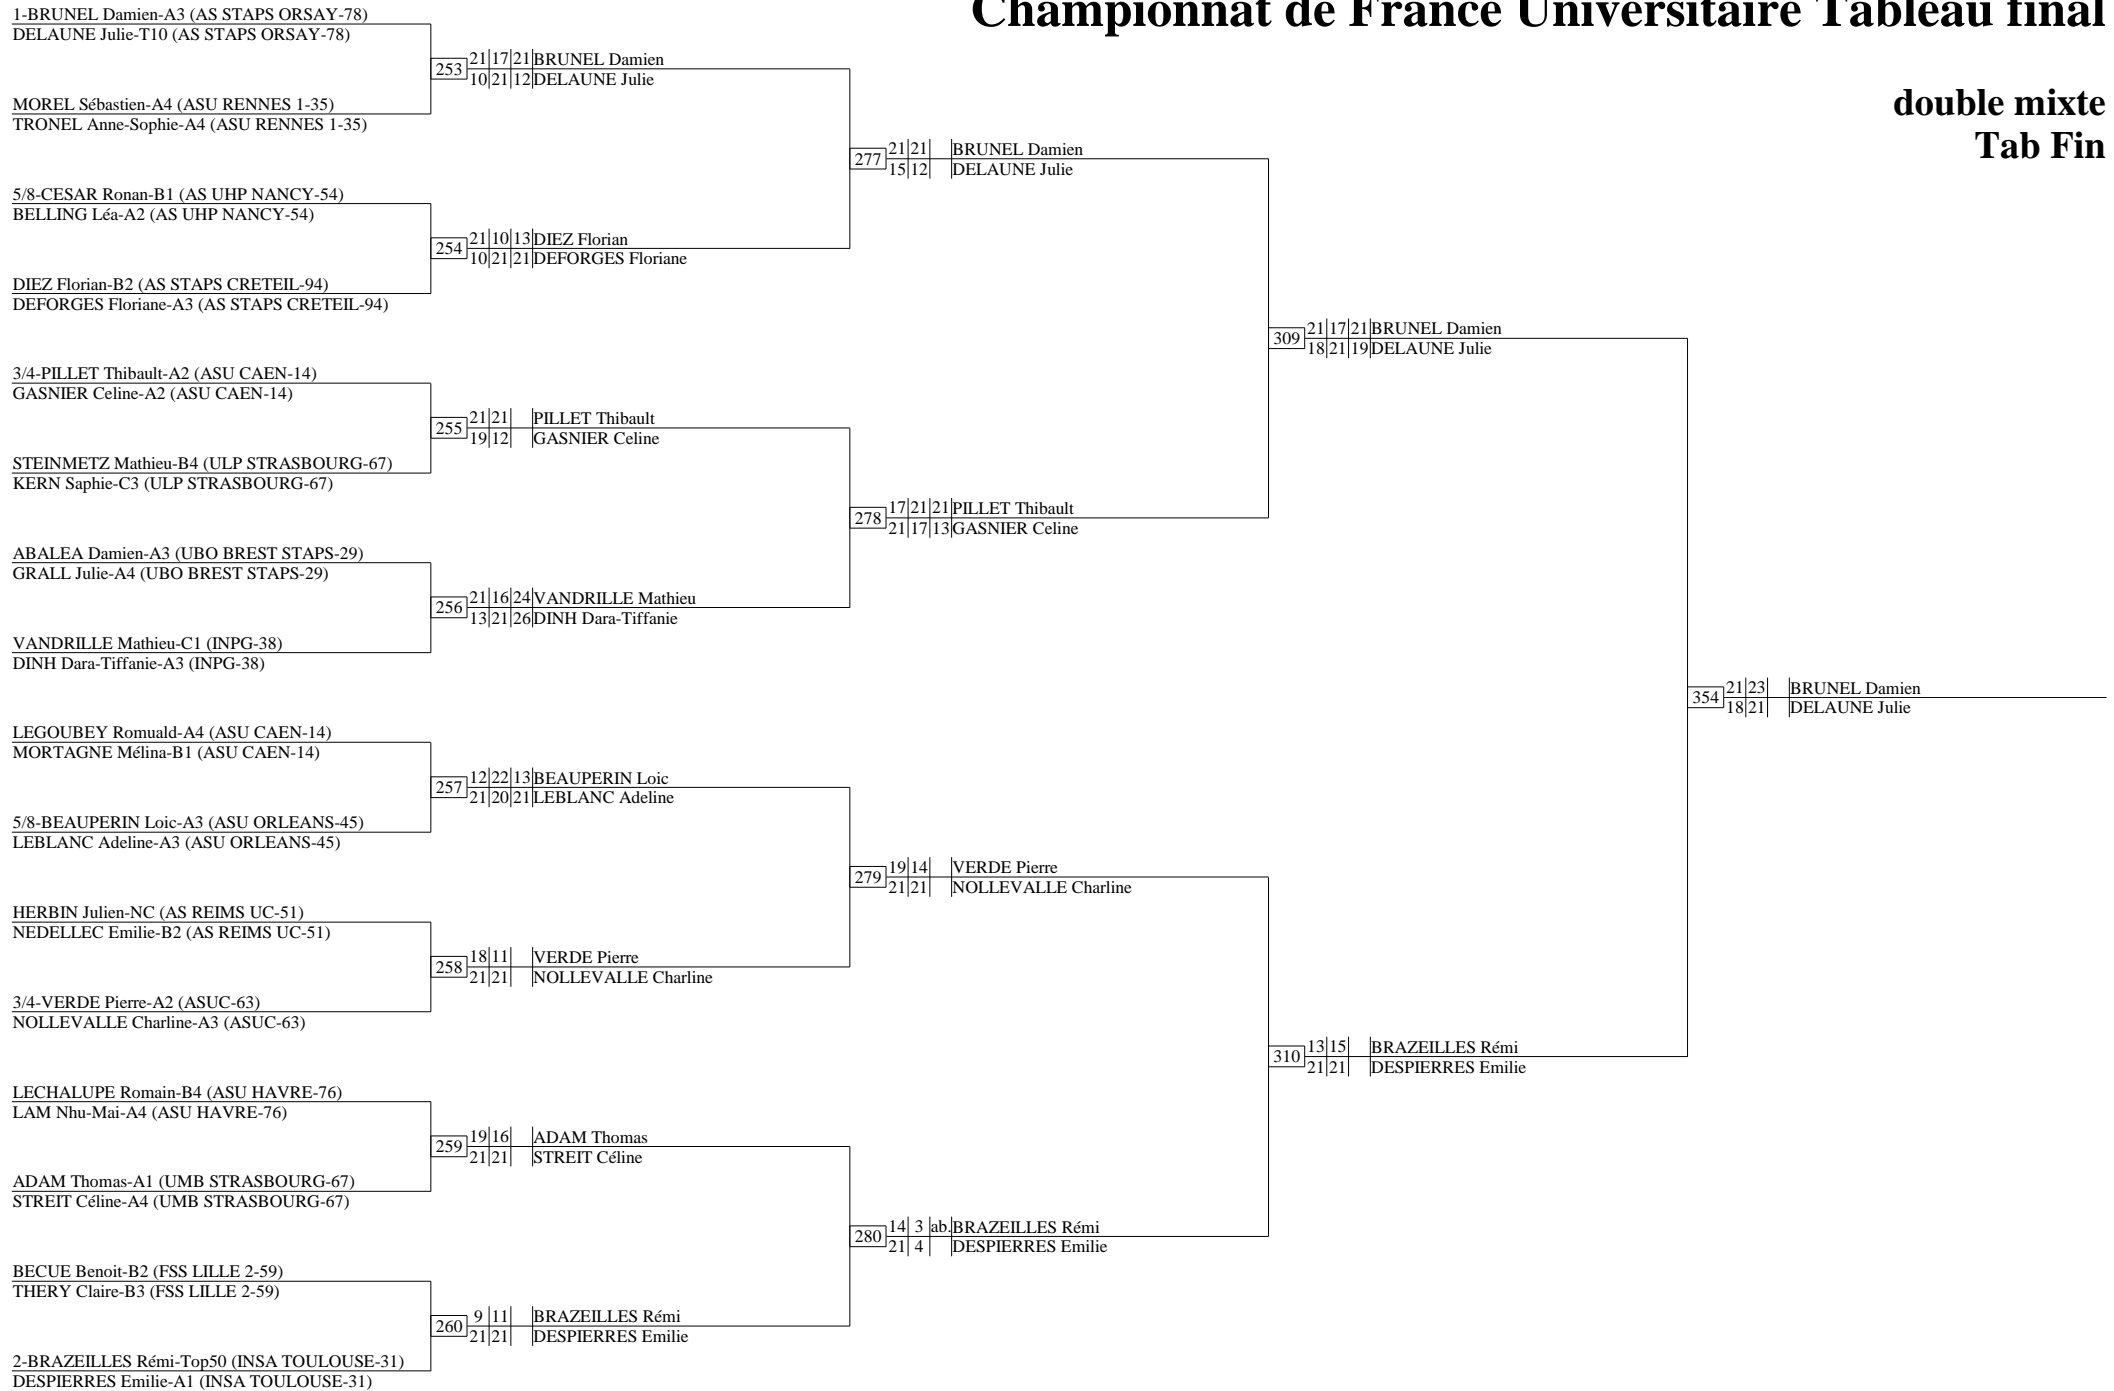 Championnat de France Universitaire Tableau final
double mixte
Tab Fin
1-BRUNEL Damien-A3 (AS STAPS ORSAY-78)
DELAUNE Julie-T10 (AS STAPS ORSAY-78)
253 21 17 21 BRUNEL Damien
10 21 12 DELAUNE Julie
MOREL Sébastien-A4 (ASU RENNES 1-35)
TRONEL Anne-Sophie-A4 (ASU RENNES 1-35)
277 21 21 BRUNEL Damien
15 12 DELAUNE Julie
5/8-CESAR Ronan-B1 (AS UHP NANCY-54)
BELLING Léa-A2 (AS UHP NANCY-54)
254 21 10 13 DIEZ Florian
10 21 21 DEFORGES Floriane
DIEZ Florian-B2 (AS STAPS CRETEIL-94)
DEFORGES Floriane-A3 (AS STAPS CRETEIL-94)
309 21 17 21 BRUNEL Damien
18 21 19 DELAUNE Julie
3/4-PILLET Thibault-A2 (ASU CAEN-14)
GASNIER Celine-A2 (ASU CAEN-14)
255 21 21 PILLET Thibault
19 12 GASNIER Celine
STEINMETZ Mathieu-B4 (ULP STRASBOURG-67)
KERN Saphie-C3 (ULP STRASBOURG-67)
278 17 21 21 PILLET Thibault
21 17 13 GASNIER Celine
ABALEA Damien-A3 (UBO BREST STAPS-29)
GRALL Julie-A4 (UBO BREST STAPS-29)
256 21 16 24 VANDRILLE Mathieu
13 21 26 DINH Dara-Tiffanie
VANDRILLE Mathieu-C1 (INPG-38)
DINH Dara-Tiffanie-A3 (INPG-38)
354 21 23 BRUNEL Damien
18 21 DELAUNE Julie
LEGOUBEY Romuald-A4 (ASU CAEN-14)
MORTAGNE Mélina-B1 (ASU CAEN-14)
257 12 22 13 BEAUPERIN Loic
21 20 21 LEBLANC Adeline
5/8-BEAUPERIN Loic-A3 (ASU ORLEANS-45)
LEBLANC Adeline-A3 (ASU ORLEANS-45)
279 19 14 VERDE Pierre
21 21 NOLLEVALLE Charline
HERBIN Julien-NC (AS REIMS UC-51)
NEDELLEC Emilie-B2 (AS REIMS UC-51)
258 18 11 VERDE Pierre
21 21 NOLLEVALLE Charline
3/4-VERDE Pierre-A2 (ASUC-63)
NOLLEVALLE Charline-A3 (ASUC-63)
310 13 15 BRAZEILLES Rémi
21 21 DESPIERRES Emilie
LECHALUPE Romain-B4 (ASU HAVRE-76)
LAM Nhu-Mai-A4 (ASU HAVRE-76)
259 19 16 ADAM Thomas
21 21 STREIT Céline
ADAM Thomas-A1 (UMB STRASBOURG-67)
STREIT Céline-A4 (UMB STRASBOURG-67)
280 14 3 ab. BRAZEILLES Rémi
21 4 DESPIERRES Emilie
BECUE Benoit-B2 (FSS LILLE 2-59)
THERY Claire-B3 (FSS LILLE 2-59)
260 9 11 BRAZEILLES Rémi
21 21 DESPIERRES Emilie
2-BRAZEILLES Rémi-Top50 (INSA TOULOUSE-31)
DESPIERRES Emilie-A1 (INSA TOULOUSE-31)